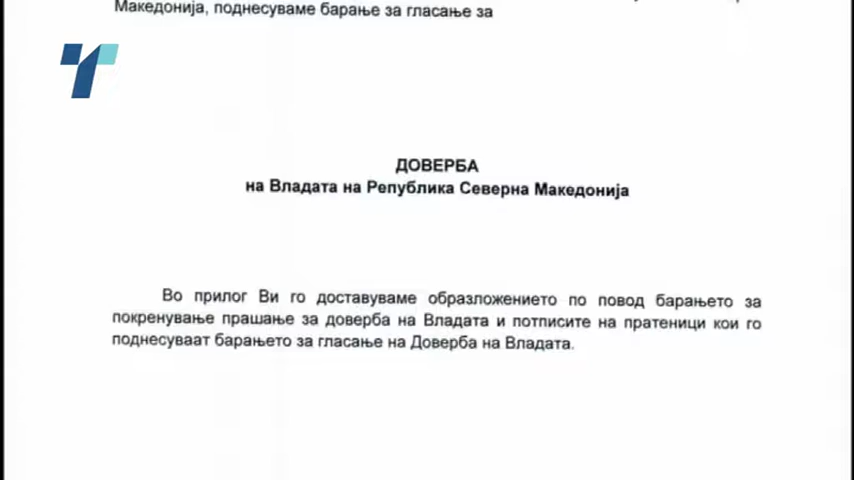 Македонија, поднесуваме барање за гласање за
ДОВЕРБА
на Владата на Република Северна Македонија
Во прилог Ви го доставуваме образложението по повод барањето за
покренување прашање за доверба на Владата и потписите на пратеници кои го
поднесуваат барањето за гласање на Доверба на Владата.